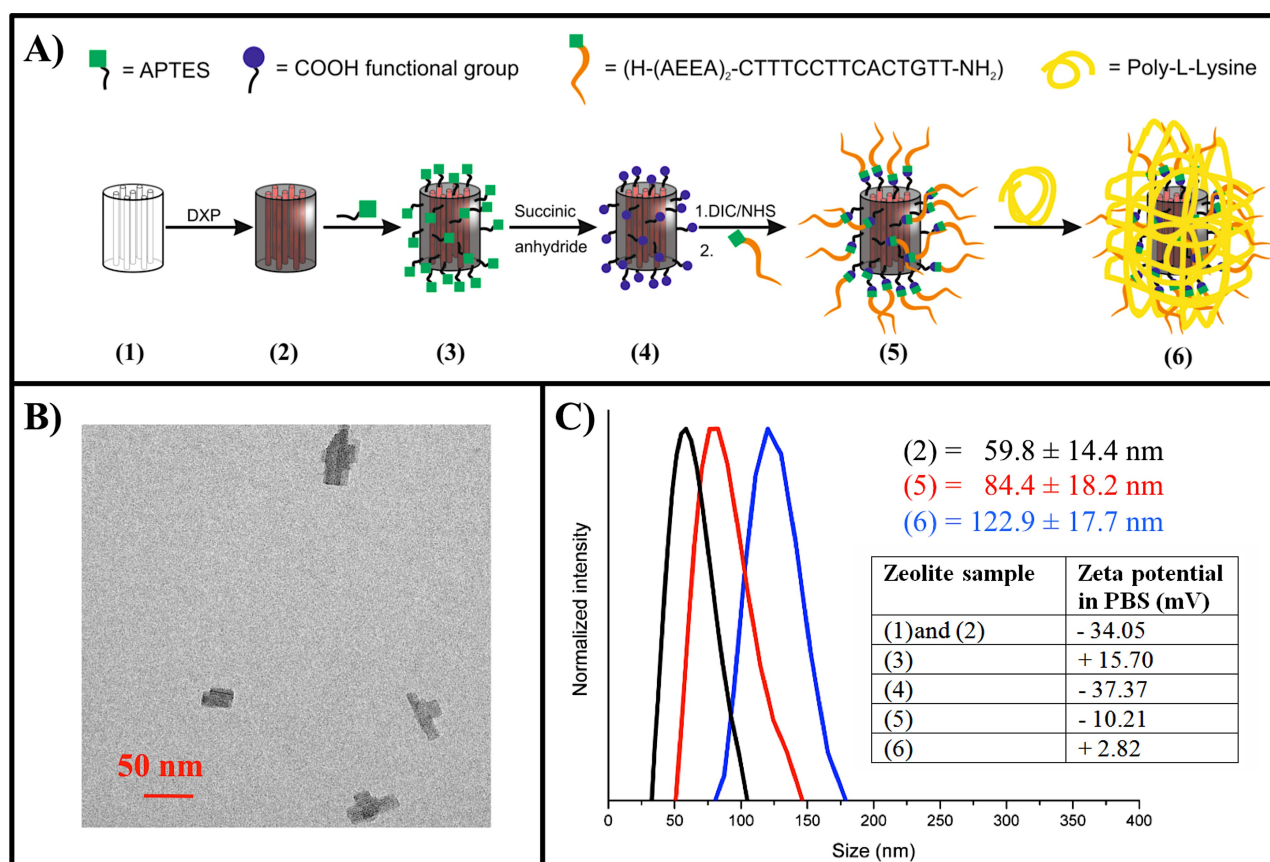 A)
= APTES
= COOH functional group
= (H-(AEEA)₂-CTTTCCTTCACTGTT-NH₂)
= Poly-L-Lysine
DXP
Succinic
anhydride
1.DIC/NHS
2.
(1)
(2)
(3)
(4)
(5)
(6)
B)
50 nm
C)
(2) = 59.8 ± 14.4 nm
(5) = 84.4 ± 18.2 nm
(6) = 122.9 ± 17.7 nm
Zeolite sample Zeta potential
in PBS (mV)
(1)and (2) - 34.05
(3) + 15.70
(4) - 37.37
(5) - 10.21
(6) + 2.82
Normalized intensity
0 50 100 150 200 250 300 350 400
Size (nm)